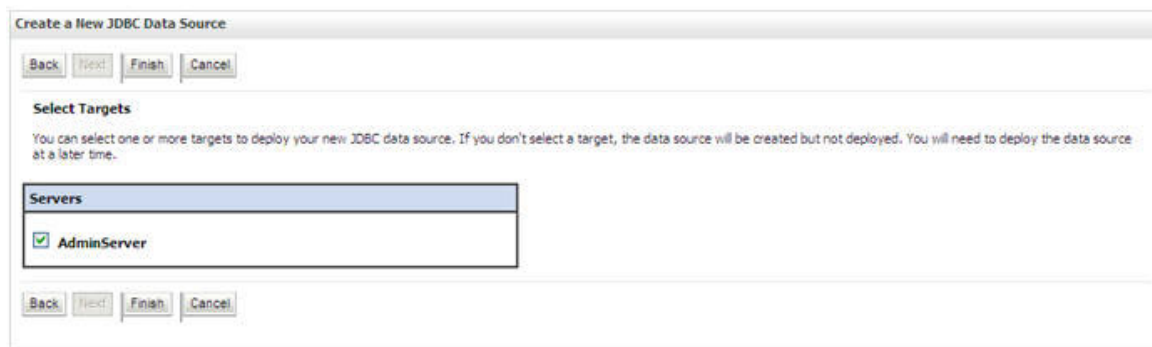 Create a New JDBC Data Source
Back Next Finish Cancel
Select Targets
You can select one or more targets to deploy your new JDBC data source. If you don't select a target, the data source will be created but not deployed. You will need to deploy the data source
at a later time.
Servers
AdminServer
Back Next Finish Cancel